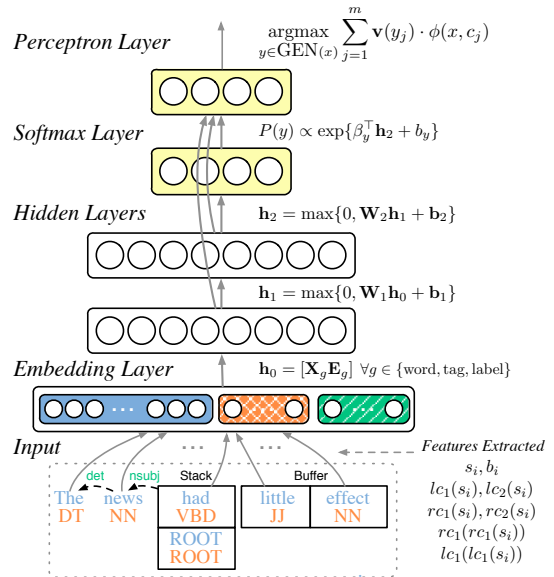 Perceptron Layer
argmax_{y∈GEN(x)} ∑_{j=1}^{m} v(y_j) · ϕ(x, c_j)
Softmax Layer
P(y) ∝ exp{β_y^⊤ h_2 + b_y}
Hidden Layers
h_2 = max{0, W_2 h_1 + b_2}
h_1 = max{0, W_1 h_0 + b_1}
Embedding Layer
h_0 = [X_g E_g] ∀g ∈ {word, tag, label}
... ... ...
Input
... ...
Features Extracted
det nsubj Stack Buffer
s_i, b_i
The news had little effect
lc_1(s_i), lc_2(s_i)
DT NN VBD JJ NN
rc_1(s_i), rc_2(s_i)
ROOT
rc_1(rc_1(s_i))
ROOT
lc_1(lc_1(s_i))